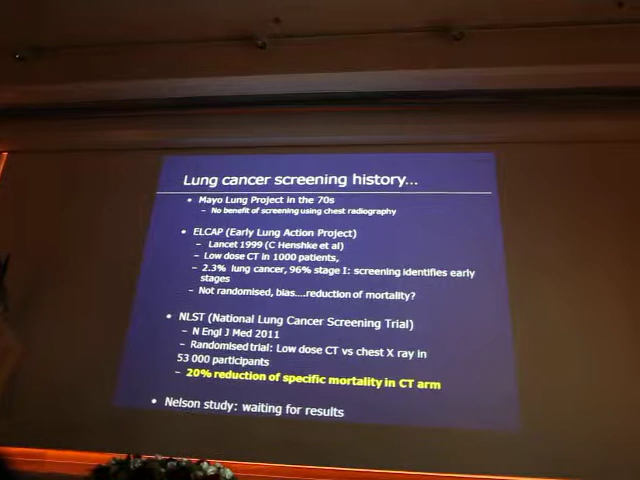 Lung cancer screening history...
• Mayo Lung Project in the 70s
– No benefit of screening using chest radiography
• ELCAP (Early Lung Action Project)
– Lancet 1999 (C Henshke et al)
– Low dose CT in 1000 patients,
– 2.3% lung cancer, 96% stage I: screening identifies early
stages
– Not randomised, bias....reduction of mortality?
• NLST (National Lung Cancer Screening Trial)
– N Engl J Med 2011
– Randomised trial: Low dose CT vs chest X ray in
53 000 participants
– 20% reduction of specific mortality in CT arm
• Nelson study: waiting for results